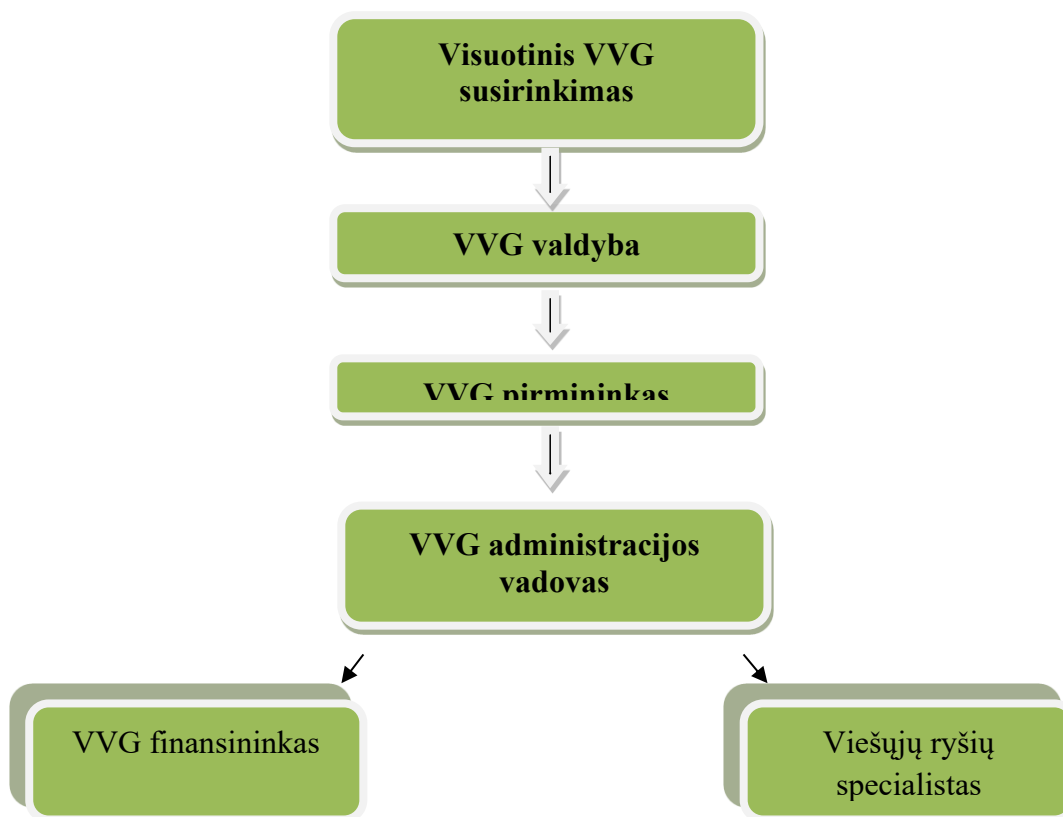 Visuotinis VVG
susirinkimas
VVG valdyba
VVG pirmininkas
VVG administracijos
vadovas
VVG finansininkas
Viešųjų ryšių
specialistas